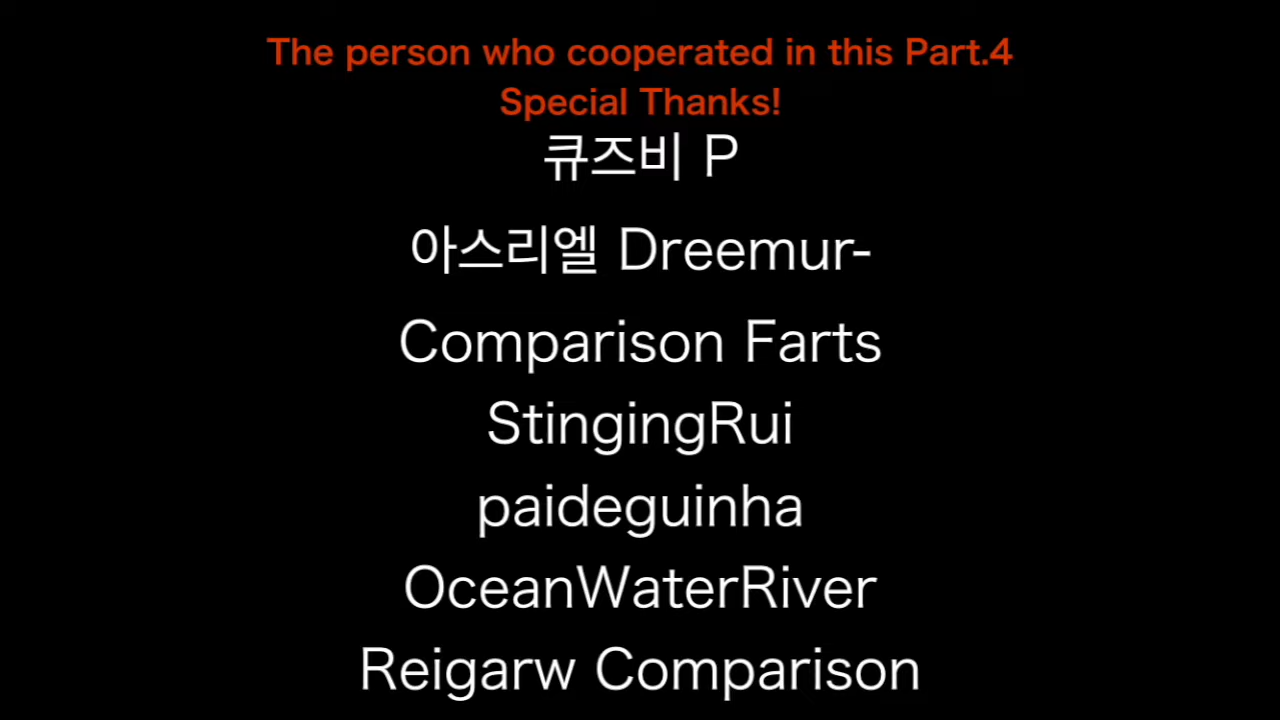 The person who cooperated in this Part.4
Special Thanks!
큐즈비 P
아스리엘 Dreemur-
Comparison Farts
StingingRui
paideguinha
OceanWaterRiver
Reigarw Comparison